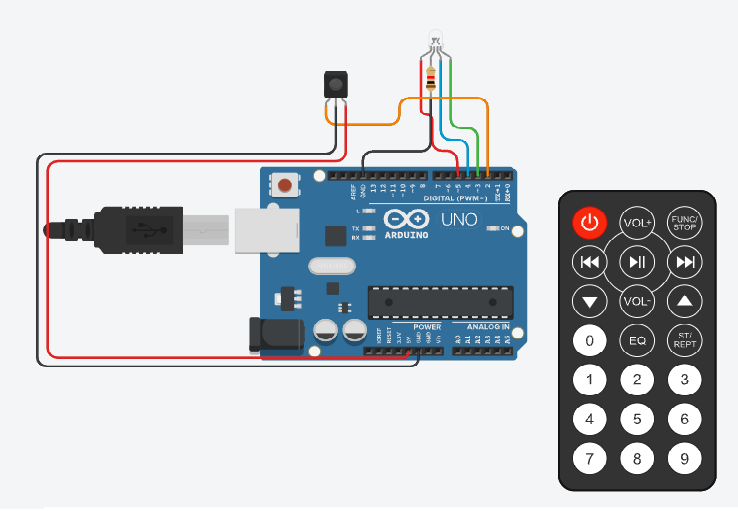 AREF
GND
13
12
~11
~10
~9
8
7
~6
~5
4
~3
2
TX→1
RX←0
DIGITAL (PWM~)
L
TX
RX
UNO
ARDUINO
ON
POWER
ANALOG IN
IOREF
RESET
3.3V
5V
GND
GND
Vin
A0
A1
A2
A3
A4
A5
VOL+
FUNC/
STOP
VOL-
0
EQ
ST/
REPT
1
2
3
4
5
6
7
8
9